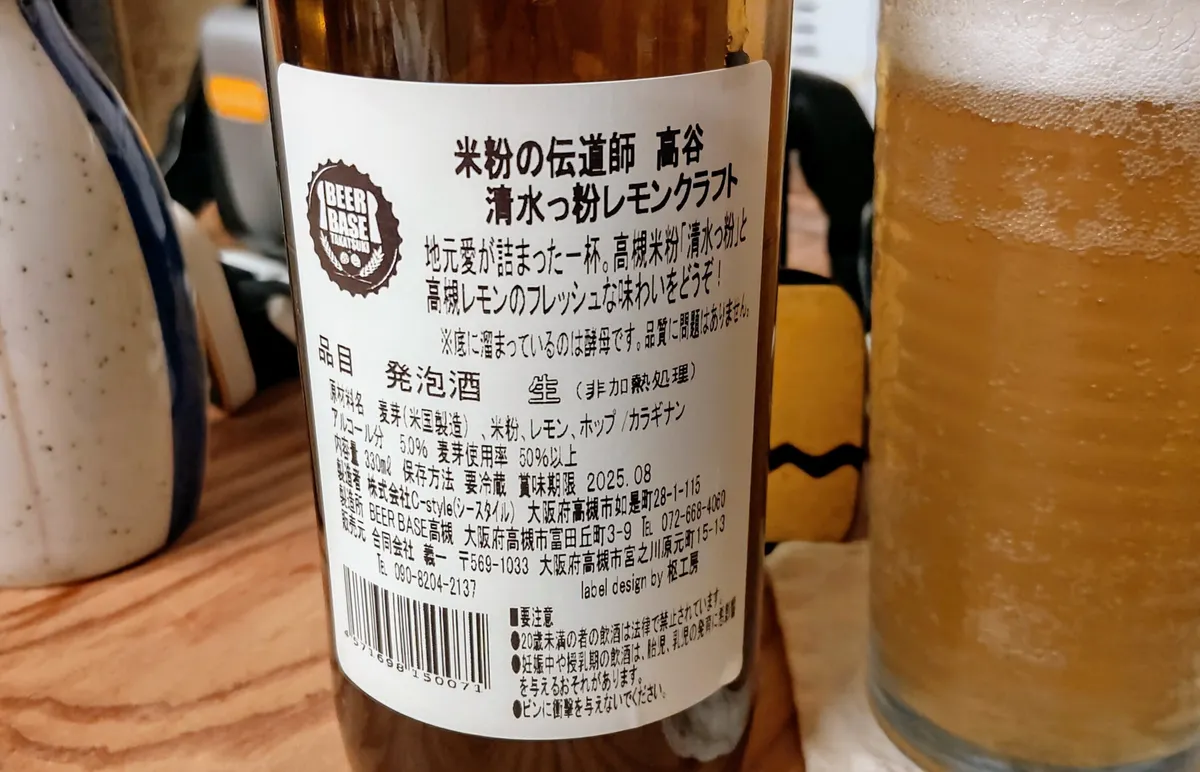 BEER
BASE
TAKATSUKI
米粉の伝道師 高谷
清水っ粉レモンクラフト
地元愛が詰まった一杯。高槻米粉「清水っ粉」と
高槻レモンのフレッシュな味わいをどうぞ！
※底に溜まっているのは酵母です。品質に問題はありません。
品目 発泡酒 生（非加熱処理）
原材料名 麦芽（米国製造）、米粉、レモン、ホップ/カラギナン
アルコール分 5.0% 麦芽使用率 50%以上
内容量 330ml 保存方法 要冷蔵 賞味期限 2025.08
製造者 株式会社C-style(シースタイル) 大阪府高槻市如是町28-1-115
製造所 BEER BASE高槻 大阪府高槻市富田丘町3-9 TEL 072-668-4060
販売元 合同会社 義一 〒569-1033 大阪府高槻市宮之川原元町15-13
TEL 090-8204-2137
label design by 枢工房
4 571698 150071
■要注意
●20歳未満の者の飲酒は法律で禁止されています。
●妊娠中や授乳期の飲酒は、胎児、乳児の発育に悪影響
を与えるおそれがあります。
●ビンに衝撃を与えないでください。